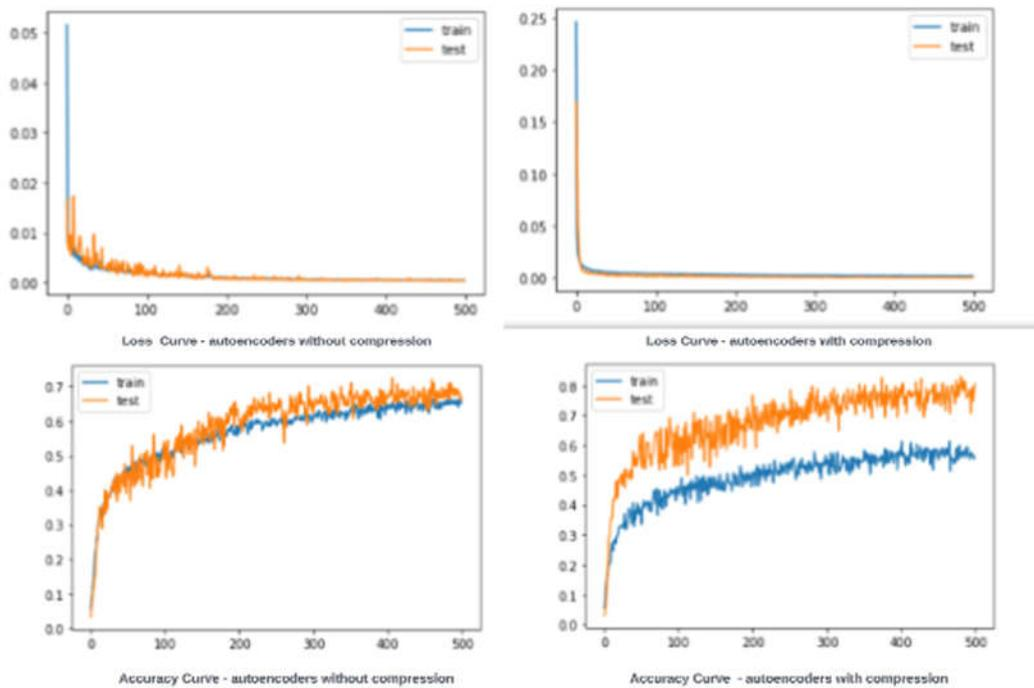 0.05
0.04
0.03
0.02
0.01
0.00
0 100 200 300 400 500
train
test
Loss Curve - autoencoders without compression
0.25
0.20
0.15
0.10
0.05
0.00
0 100 200 300 400 500
train
test
Loss Curve - autoencoders with compression
0.7
0.6
0.5
0.4
0.3
0.2
0.1
0.0
0 100 200 300 400 500
train
test
Accuracy Curve - autoencoders without compression
0.8
0.7
0.6
0.5
0.4
0.3
0.2
0.1
0.0
0 100 200 300 400 500
train
test
Accuracy Curve - autoencoders with compression